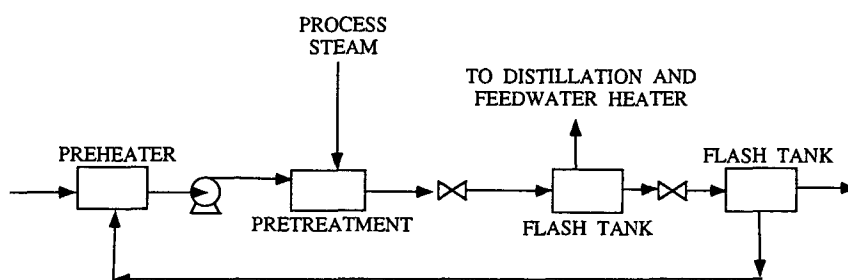 PROCESS
STEAM
TO DISTILLATION AND
FEEDWATER HEATER
PREHEATER
FLASH TANK
PRETREATMENT
FLASH TANK